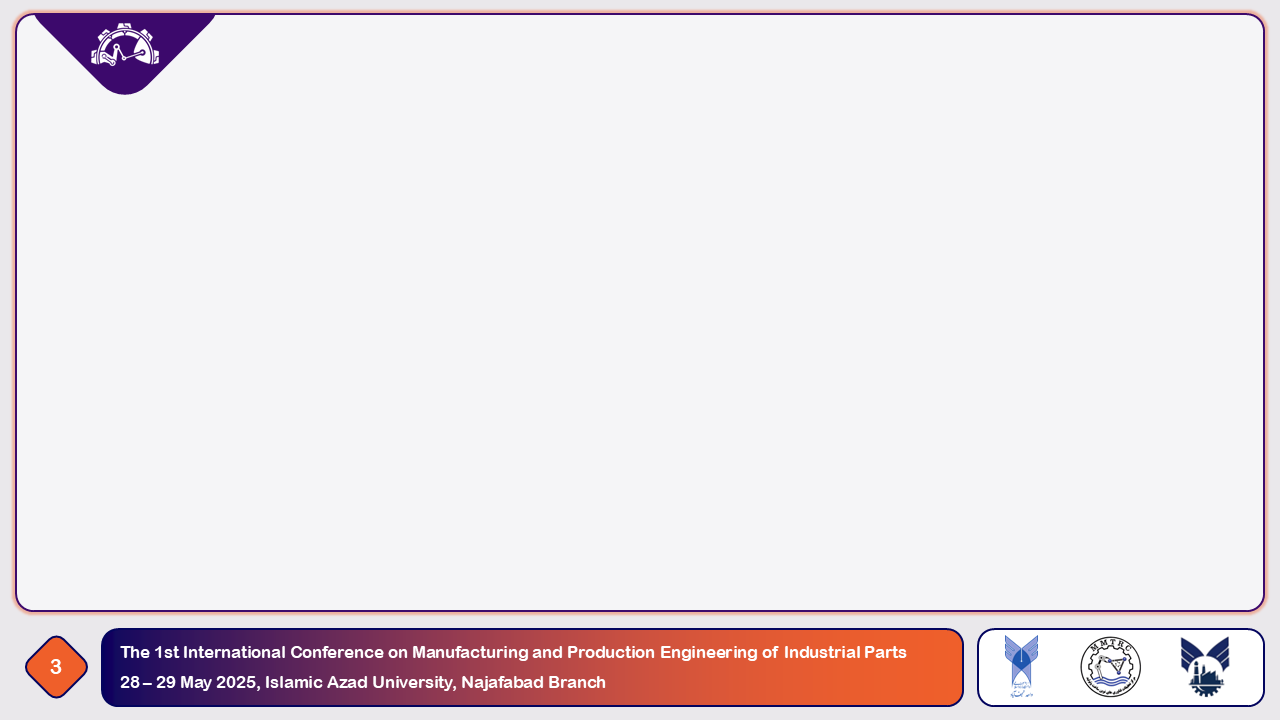 3
The 1st International Conference on Manufacturing and Production Engineering of Industrial Parts
28 – 29 May 2025, Islamic Azad University, Najafabad Branch
MMTRC